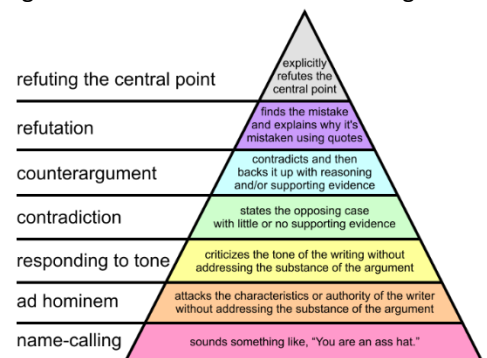 refuting the central point
explicitly
refutes the
central point
refutation
finds the mistake
and explains why it's
mistaken using quotes
counterargument
contradicts and then
backs it up with reasoning
and/or supporting evidence
contradiction
states the opposing case
with little or no supporting evidence
responding to tone
criticizes the tone of the writing without
addressing the substance of the argument
ad hominem
attacks the characteristics or authority of the writer
without addressing the substance of the argument
name-calling
sounds something like, “You are an ass hat.”